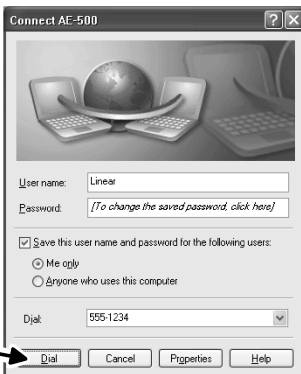 Connect AE-500
User name: Linear
Password: [To change the saved password, click here]
Save this user name and password for the following users:
Me only
Anyone who uses this computer
Dial: 555-1234
Dial Cancel Properties Help